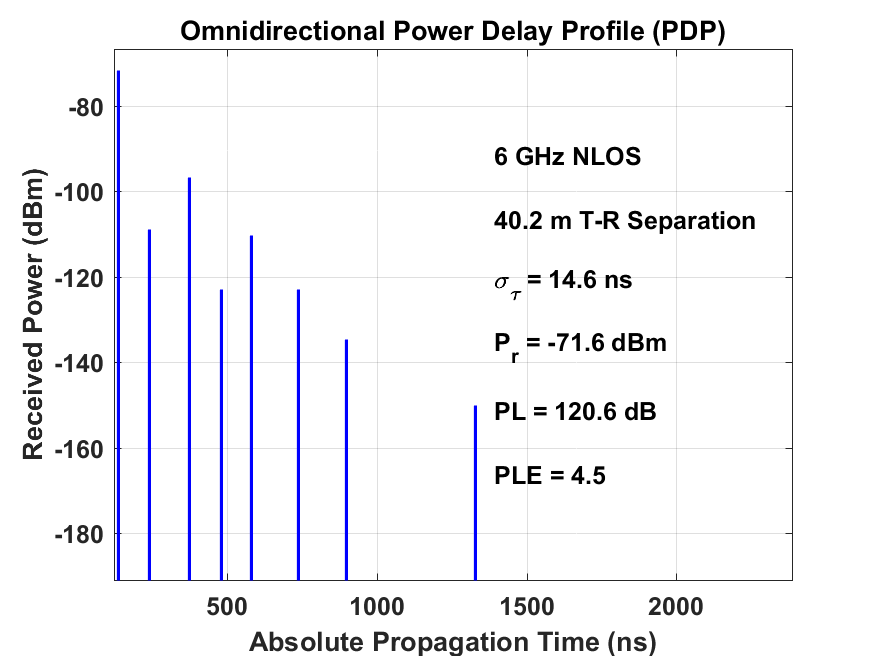 Omnidirectional Power Delay Profile (PDP)
Received Power (dBm)
-80
-100
-120
-140
-160
-180
6 GHz NLOS
40.2 m T-R Separation
σ_τ = 14.6 ns
P_r = -71.6 dBm
PL = 120.6 dB
PLE = 4.5
500 1000 1500 2000
Absolute Propagation Time (ns)